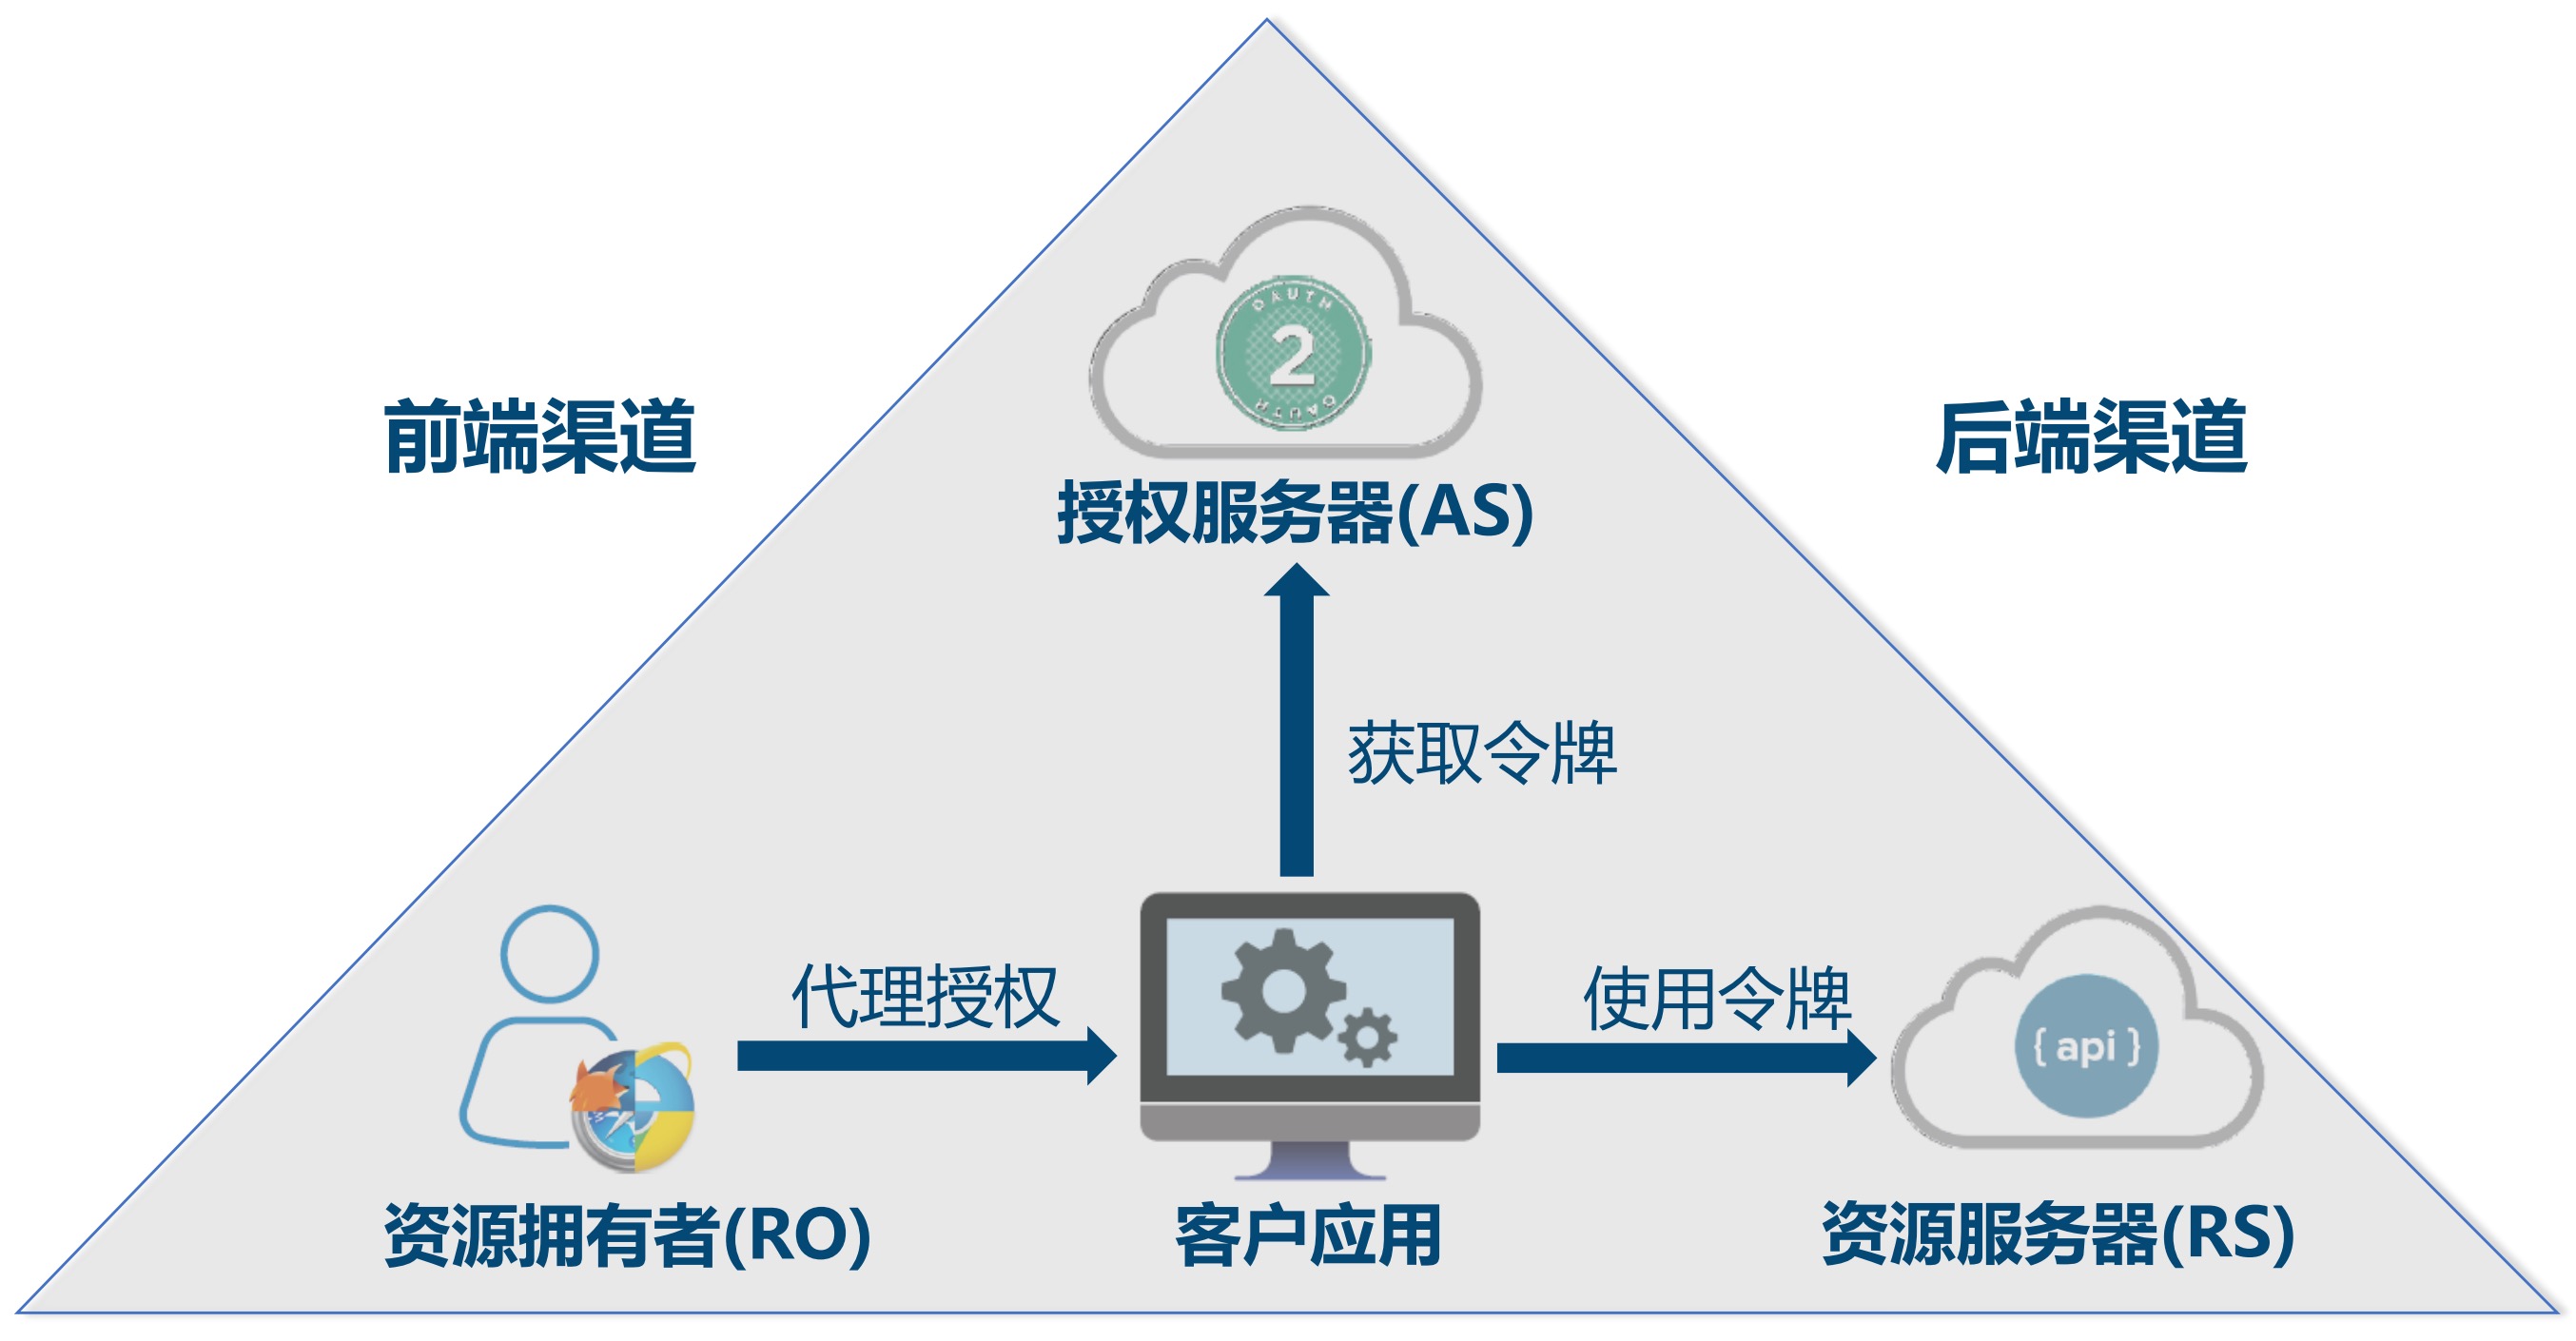 OAUTH
2
OAUTH
前端渠道
后端渠道
授权服务器(AS)
获取令牌
代理授权
使用令牌
{ api }
资源拥有者(RO)
客户应用
资源服务器(RS)